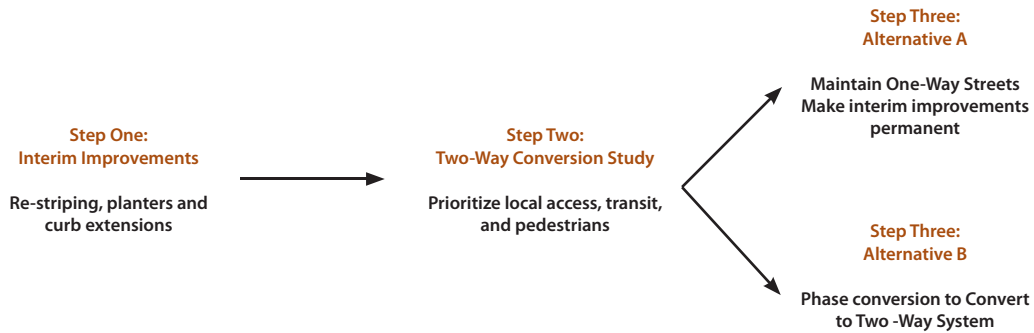 Step One:
Interim Improvements
Re-striping, planters and
curb extensions
Step Two:
Two-Way Conversion Study
Prioritize local access, transit,
and pedestrians
Step Three:
Alternative A
Maintain One-Way Streets
Make interim improvements
permanent
Step Three:
Alternative B
Phase conversion to Convert
to Two -Way System